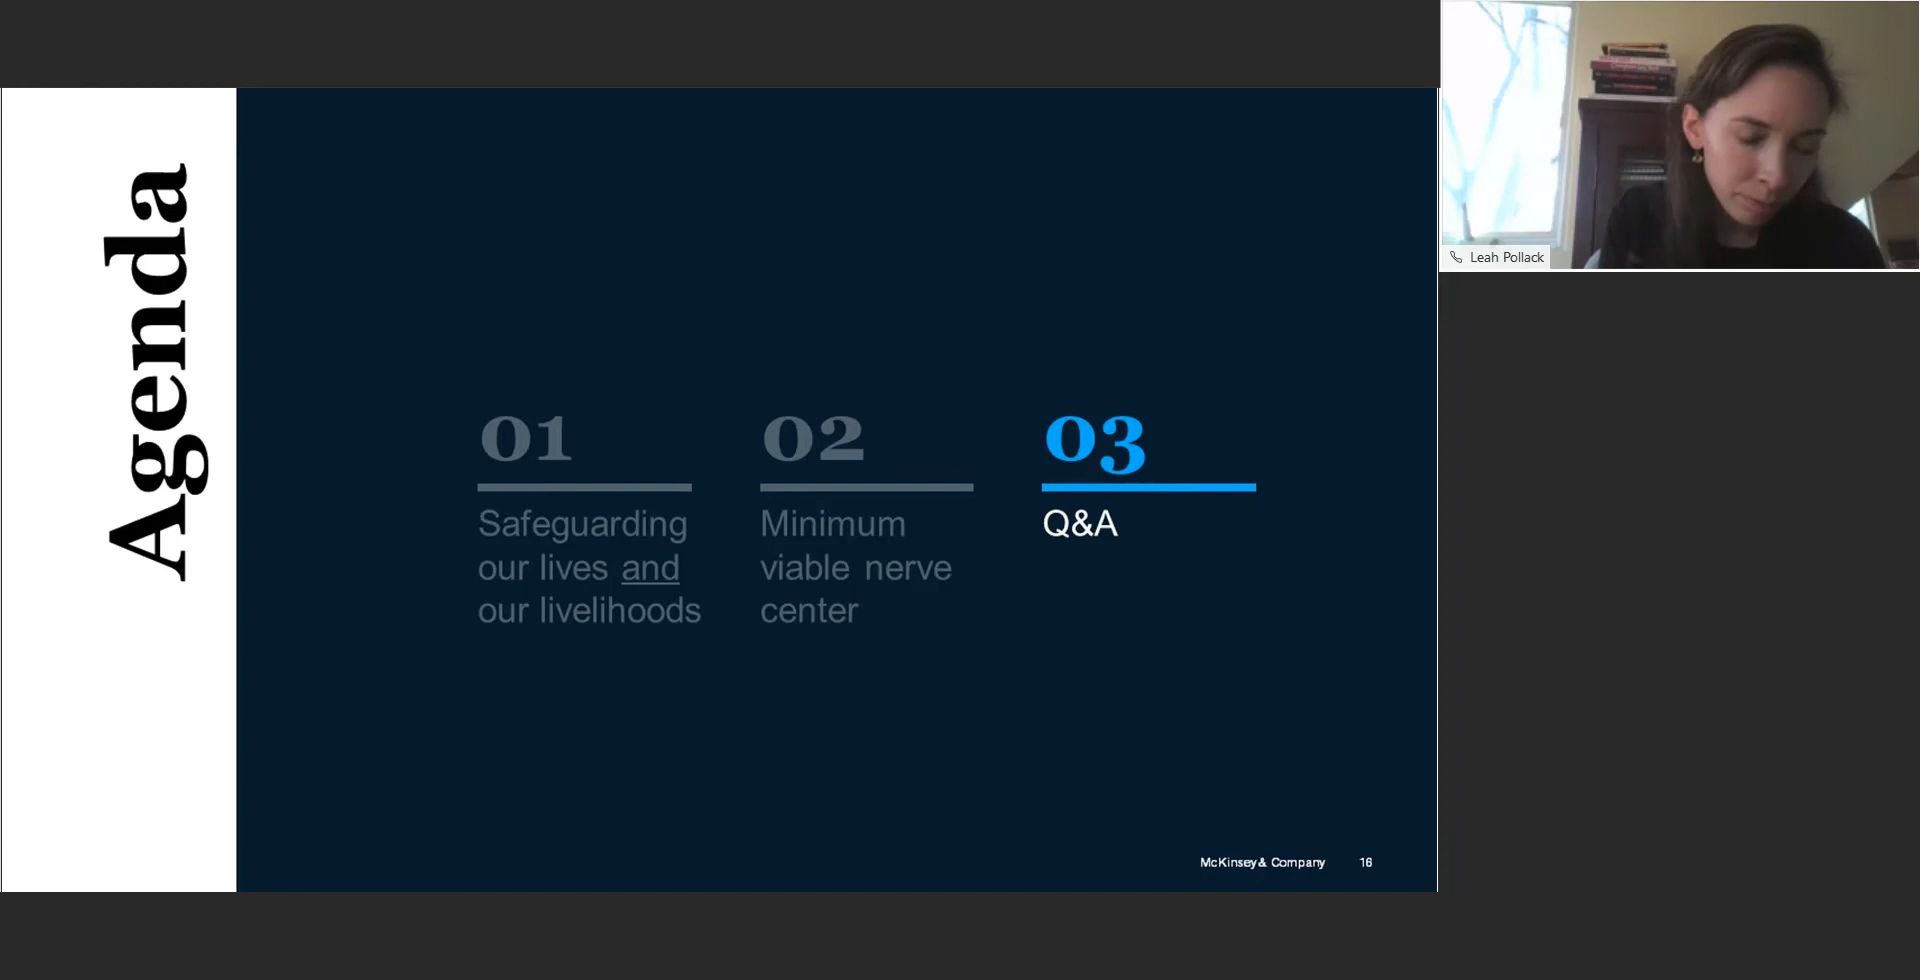 Agenda
01
Safeguarding
our lives and
our livelihoods
02
Minimum
viable nerve
center
03
Q&A
McKinsey & Company 16
Leah Pollack